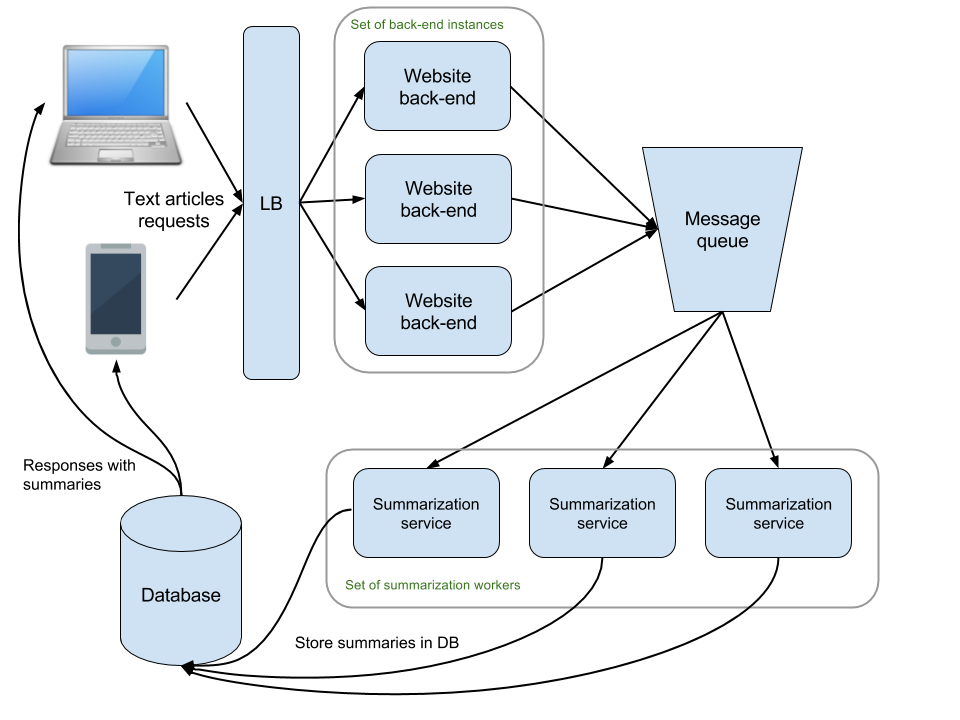 Set of back-end instances
Website
back-end
Website
back-end
Website
back-end
Text articles
requests
LB
Message
queue
Responses with
summaries
Summarization
service
Summarization
service
Summarization
service
Set of summarization workers
Database
Store summaries in DB